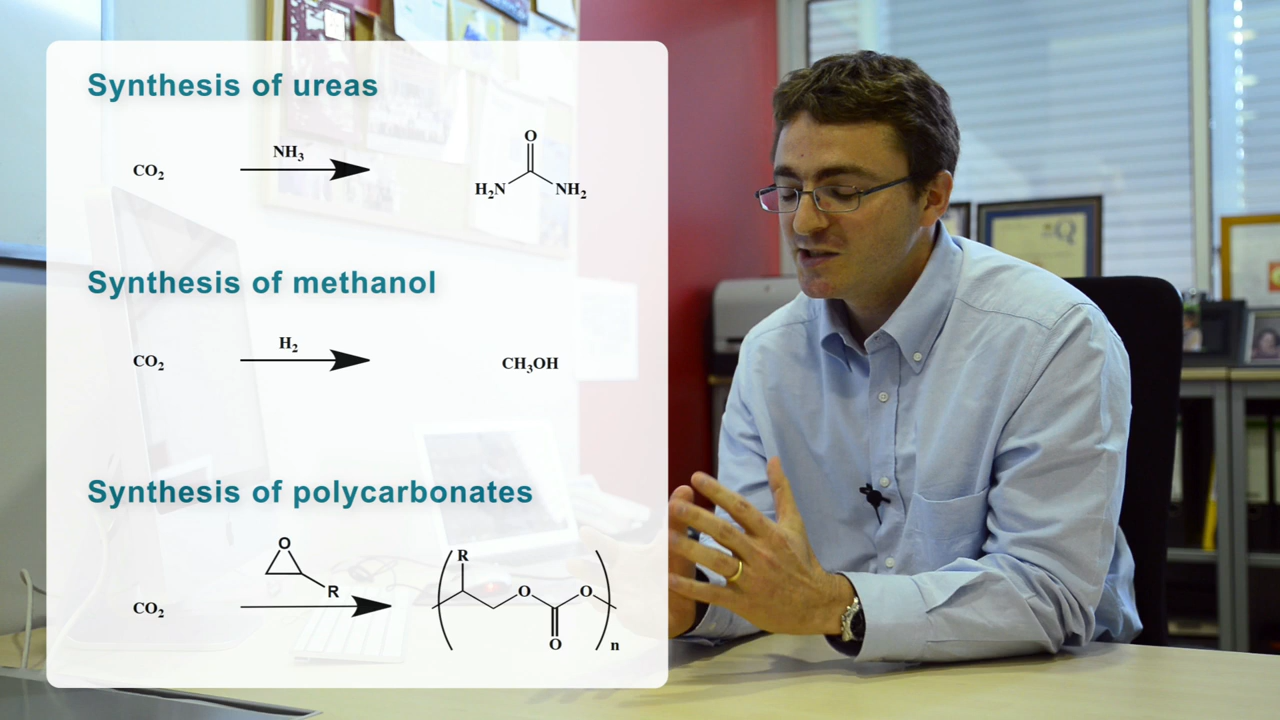 Synthesis of ureas
CO₂ NH₃ H₂N O NH₂
Synthesis of methanol
CO₂ H₂ CH₃OH
Synthesis of polycarbonates
CO₂ O R R O O O n